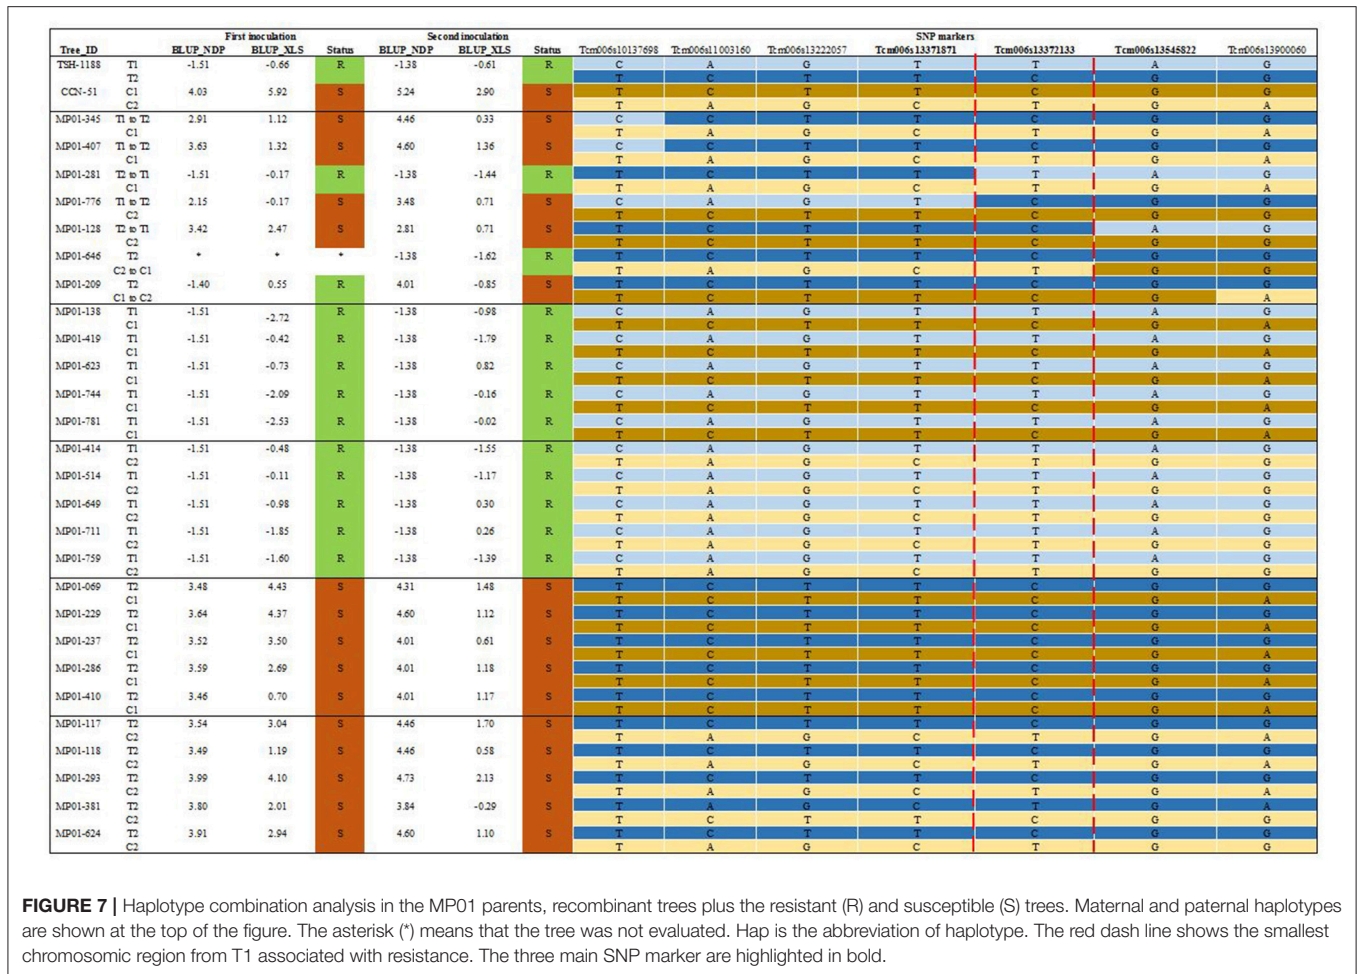 First inoculation Second inoculation SNP markers
Tree_ID BLUP_NDP BLUP_XLS Status BLUP_NDP BLUP_XLS Status Tcm006s10137698 Tcm006s11003160 Tcm006s13222057 Tcm006s13371871 Tcm006s13372133 Tcm006s13645822 Tcm006s13900060
TSH-1188 T1 -1.51 -0.66 R -1.38 -0.61 R C A G T T A G
T2 T C T T C G G
CCN-51 C1 4.03 5.92 S 5.24 2.90 S T C T T C G G
C2 T A G C T G A
MP01-345 T1 to T2 2.91 1.12 S 4.46 0.33 S C C T T C G G
C1 T A G C T G A
MP01-407 T1 to T2 3.63 1.32 S 4.60 1.36 S C C T T C G G
C1 T A G C T G A
MP01-281 T2 to T1 -1.51 -0.17 R -1.38 -1.44 R T C T T T A G
C1 T A G C T G A
MP01-776 T1 to T2 2.15 -0.17 S 3.48 0.71 S C A G T C G G
C2 T C T T C G G
MP01-128 T2 to T1 3.42 2.47 S 2.81 0.71 S T C T T C A G
C2 T C T T C G G
MP01-646 T2 * * * -1.38 -1.62 R T C T T C G G
C2 to C1 T A G C T G G
MP01-209 T2 -1.40 0.55 R 4.01 -0.85 S T C T T C G G
C1 to C2 T C T T C G A
MP01-138 T1 -1.51 -2.72 R -1.38 -0.98 R C A G T T A G
C1 T C T T C G A
MP01-419 T1 -1.51 -0.42 R -1.38 -1.79 R C A G T T A G
C1 T C T T C G A
MP01-623 T1 -1.51 -0.73 R -1.38 0.82 R C A G T T A G
C1 T C T T C G A
MP01-744 T1 -1.51 -2.09 R -1.38 -0.16 R C A G T T A G
C1 T C T T C G A
MP01-781 T1 -1.51 -2.53 R -1.38 -0.02 R C A G T T A G
C1 T C T T C G A
MP01-414 T1 -1.51 -0.48 R -1.38 -1.55 R C A G T T A G
C2 T A G C T G G
MP01-514 T1 -1.51 -0.11 R -1.38 -1.17 R C A G T T A G
C2 T A G C T G G
MP01-649 T1 -1.51 -0.98 R -1.38 0.30 R C A G T T A G
C2 T A G C T G G
MP01-711 T1 -1.51 -1.85 R -1.38 0.26 R C A G T T A G
C2 T A G C T G G
MP01-759 T1 -1.51 -1.60 R -1.38 -1.39 R C A G T T A G
C2 T A G C T G G
MP01-069 T2 3.48 4.43 S 4.31 1.48 S T C T T C G G
C1 T C T T C G A
MP01-229 T2 3.64 4.37 S 4.60 1.12 S T C T T C G G
C1 T C T T C G A
MP01-237 T2 3.52 3.50 S 4.01 0.61 S T C T T C G G
C1 T C T T C G A
MP01-286 T2 3.59 2.69 S 4.01 1.18 S T C T T C G G
C1 T C T T C G A
MP01-410 T2 3.46 0.70 S 4.01 1.17 S T C T T C G G
C1 T C T T C G A
MP01-117 T2 3.54 3.04 S 4.46 1.70 S T C T T C G G
C2 T A G C T G A
MP01-118 T2 3.49 1.19 S 4.46 0.58 S T C T T C G G
C2 T A G C T G A
MP01-293 T2 3.99 4.10 S 4.73 2.13 S T C T T C G G
C2 T A G C T G A
MP01-381 T2 3.80 2.01 S 3.84 -0.29 S T A G C T G A
C2 T C T T C G G
MP01-624 T2 3.91 2.94 S 4.60 1.10 S T C T T C G G
C2 T A G C T G G
FIGURE 7 | Haplotype combination analysis in the MP01 parents, recombinant trees plus the resistant (R) and susceptible (S) trees. Maternal and paternal haplotypes
are shown at the top of the figure. The asterisk (*) means that the tree was not evaluated. Hap is the abbreviation of haplotype. The red dash line shows the smallest
chromosomic region from T1 associated with resistance. The three main SNP marker are highlighted in bold.